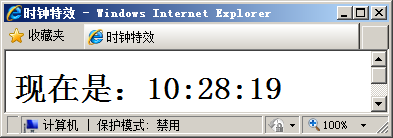 时钟特效 - Windows Internet Explorer
收藏夹 时钟特效
现在是：10:28:19
计算机 | 保护模式: 禁用 100%